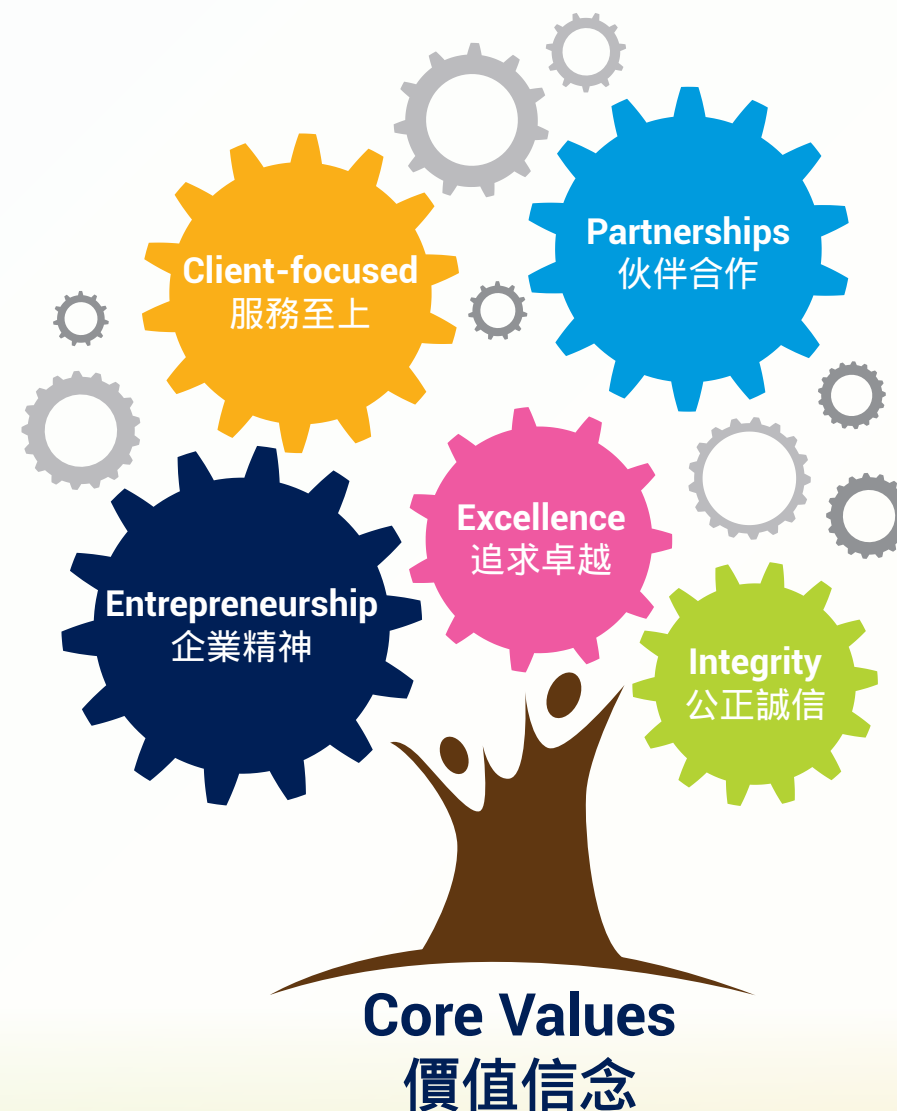 Partnerships
伙伴合作
Client-focused
服務至上
Excellence
追求卓越
Entrepreneurship
企業精神
Integrity
公正誠信
Core Values
價值信念